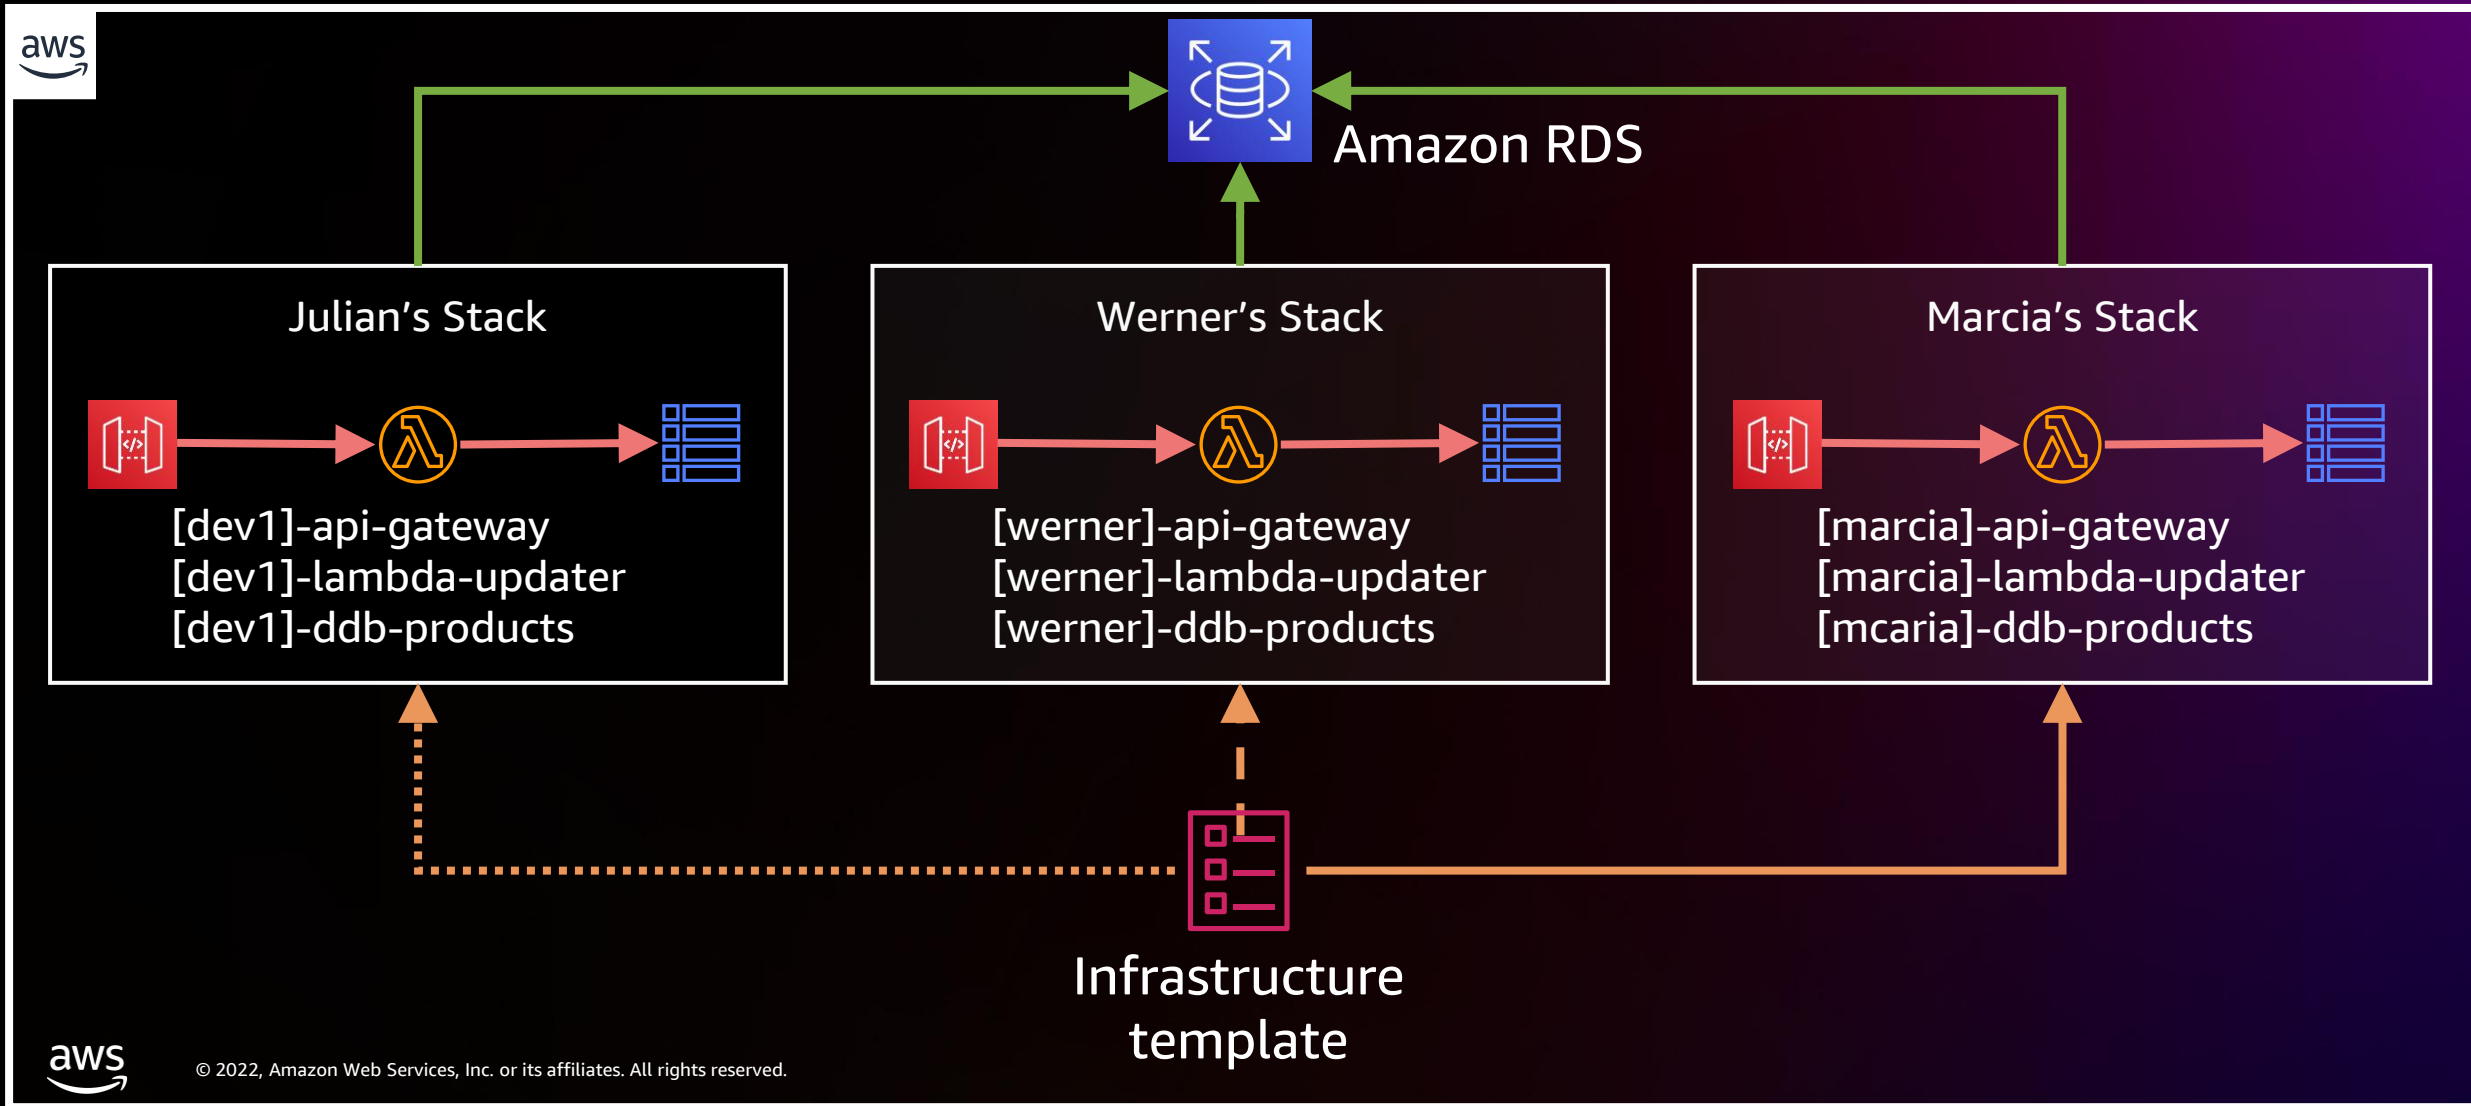 aws
Amazon RDS
Julian’s Stack
[dev1]-api-gateway
[dev1]-lambda-updater
[dev1]-ddb-products
Werner’s Stack
[werner]-api-gateway
[werner]-lambda-updater
[werner]-ddb-products
Marcia’s Stack
[marcia]-api-gateway
[marcia]-lambda-updater
[mcaria]-ddb-products
Infrastructure
template
aws
© 2022, Amazon Web Services, Inc. or its affiliates. All rights reserved.